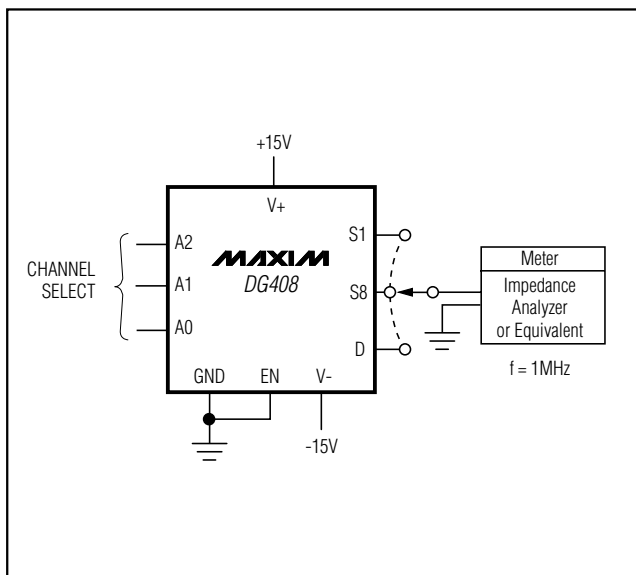 +15V
V+
CHANNEL
SELECT
A2
A1
A0
MAXIM
DG408
S1
S8
D
GND
EN
V-
-15V
Meter
Impedance
Analyzer
or Equivalent
f = 1MHz